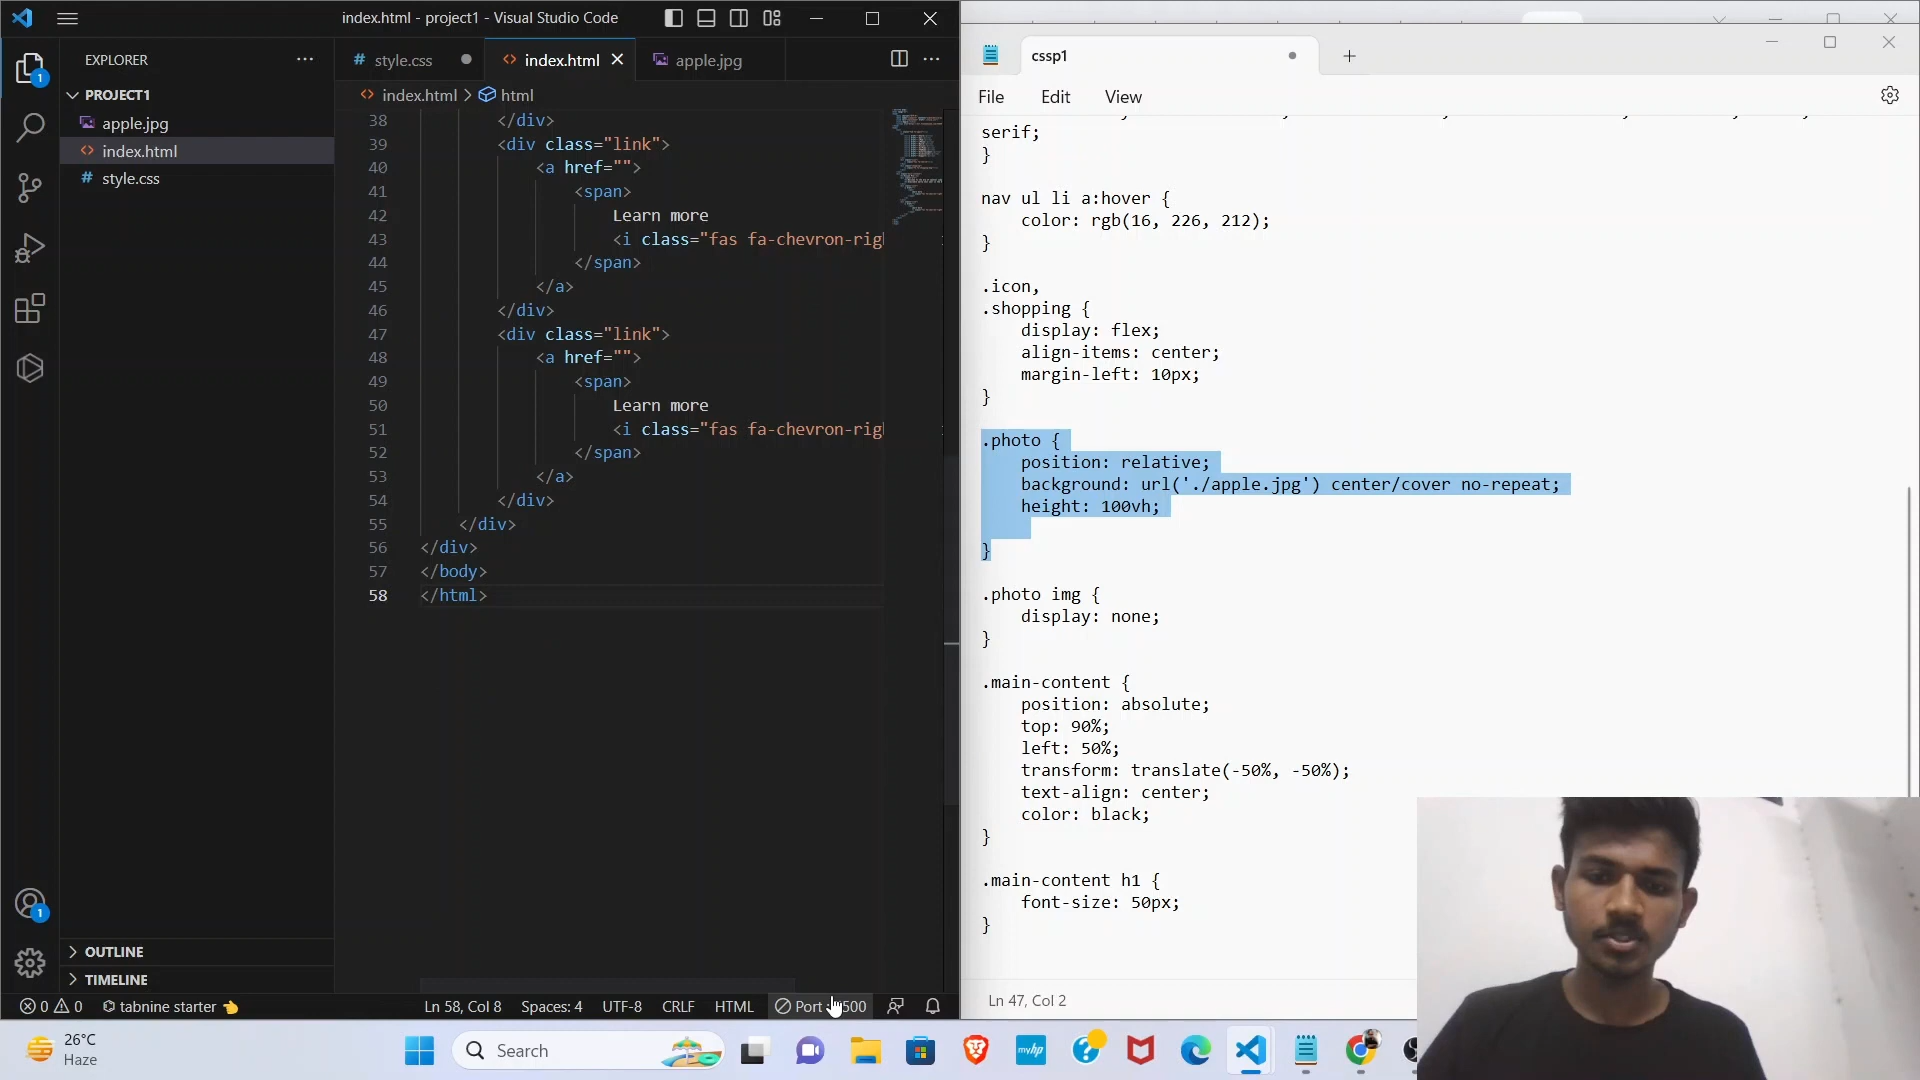 index.html - project1 - Visual Studio Code
EXPLORER
PROJECT1
apple.jpg
index.html
style.css
OUTLINE
TIMELINE
1
1
style.css
index.html
apple.jpg
index.html > html
38 </div>
39 <div class="link">
40 <a href="">
41 <span>
42 Learn more
43 <i class="fas fa-chevron-rig
44 </span>
45 </a>
46 </div>
47 <div class="link">
48 <a href="">
49 <span>
50 Learn more
51 <i class="fas fa-chevron-rig
52 </span>
53 </a>
54 </div>
55 </div>
56 </div>
57 </body>
58 </html>
0 0 tabnine starter Ln 58, Col 8 Spaces: 4 UTF-8 CRLF HTML Port 500
cssp1
File Edit View
serif;
}
nav ul li a:hover {
color: rgb(16, 226, 212);
}
.icon,
.shopping {
display: flex;
align-items: center;
margin-left: 10px;
}
.photo {
position: relative;
background: url('./apple.jpg') center/cover no-repeat;
height: 100vh;
}
.photo img {
display: none;
}
.main-content {
position: absolute;
top: 90%;
left: 50%;
transform: translate(-50%, -50%);
text-align: center;
color: black;
}
.main-content h1 {
font-size: 50px;
}
Ln 47, Col 2
26°C
Haze
Search
myhp